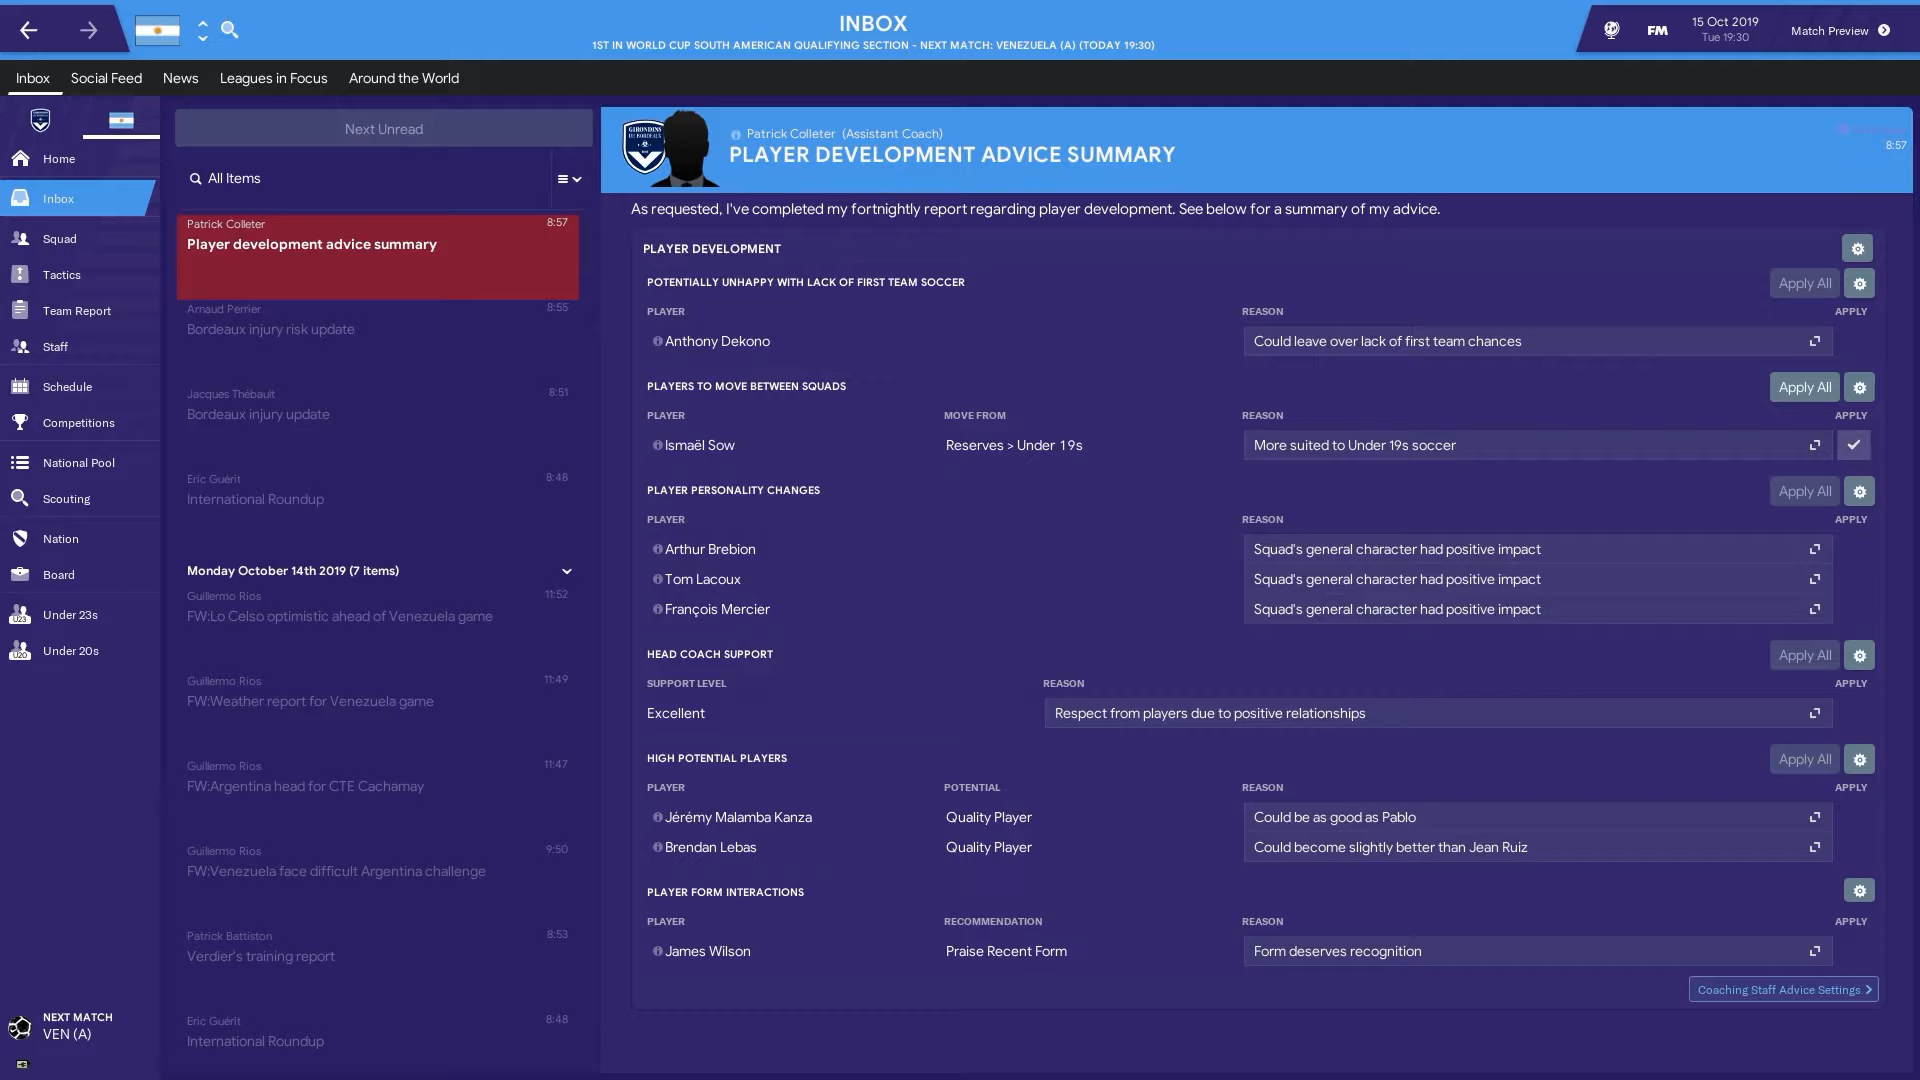 INBOX
1ST IN WORLD CUP SOUTH AMERICAN QUALIFYING SECTION - NEXT MATCH: VENEZUELA (A) (TODAY 19:30)
FM
15 Oct 2019
Tue 19:30
Match Preview
Inbox
Social Feed
News
Leagues in Focus
Around the World
Home
Inbox
Squad
Tactics
Team Report
Staff
Schedule
Competitions
National Pool
Scouting
Nation
Board
U23
Under 23s
U20
Under 20s
NEXT MATCH
VEN (A)
Next Unread
All Items
Patrick Colleter 8:57
Player development advice summary
Arnaud Perrier 8:55
Bordeaux injury risk update
Jacques Thébault 8:51
Bordeaux injury update
Eric Guérit 8:48
International Roundup
Monday October 14th 2019 (7 items)
Guillermo Rios 11:52
FW:Lo Celso optimistic ahead of Venezuela game
Guillermo Rios 11:49
FW:Weather report for Venezuela game
Guillermo Rios 11:47
FW:Argentina head for CTE Cachamay
Guillermo Rios 9:50
FW:Venezuela face difficult Argentina challenge
Patrick Battiston 8:53
Verdier's training report
Eric Guérit 8:48
International Roundup
GIRONDINS
DE BORDEAUX
Patrick Colleter (Assistant Coach)
PLAYER DEVELOPMENT ADVICE SUMMARY
8:57
As requested, I've completed my fortnightly report regarding player development. See below for a summary of my advice.
PLAYER DEVELOPMENT
POTENTIALLY UNHAPPY WITH LACK OF FIRST TEAM SOCCER Apply All
PLAYER REASON APPLY
Anthony Dekono Could leave over lack of first team chances
PLAYERS TO MOVE BETWEEN SQUADS Apply All
PLAYER MOVE FROM REASON APPLY
Ismaël Sow Reserves > Under 19s More suited to Under 19s soccer
PLAYER PERSONALITY CHANGES Apply All
PLAYER REASON APPLY
Arthur Brebion Squad's general character had positive impact
Tom Lacoux Squad's general character had positive impact
François Mercier Squad's general character had positive impact
HEAD COACH SUPPORT Apply All
SUPPORT LEVEL REASON APPLY
Excellent Respect from players due to positive relationships
HIGH POTENTIAL PLAYERS Apply All
PLAYER POTENTIAL REASON APPLY
Jérémy Malamba Kanza Quality Player Could be as good as Pablo
Brendan Lebas Quality Player Could become slightly better than Jean Ruiz
PLAYER FORM INTERACTIONS
PLAYER RECOMMENDATION REASON APPLY
James Wilson Praise Recent Form Form deserves recognition
Coaching Staff Advice Settings